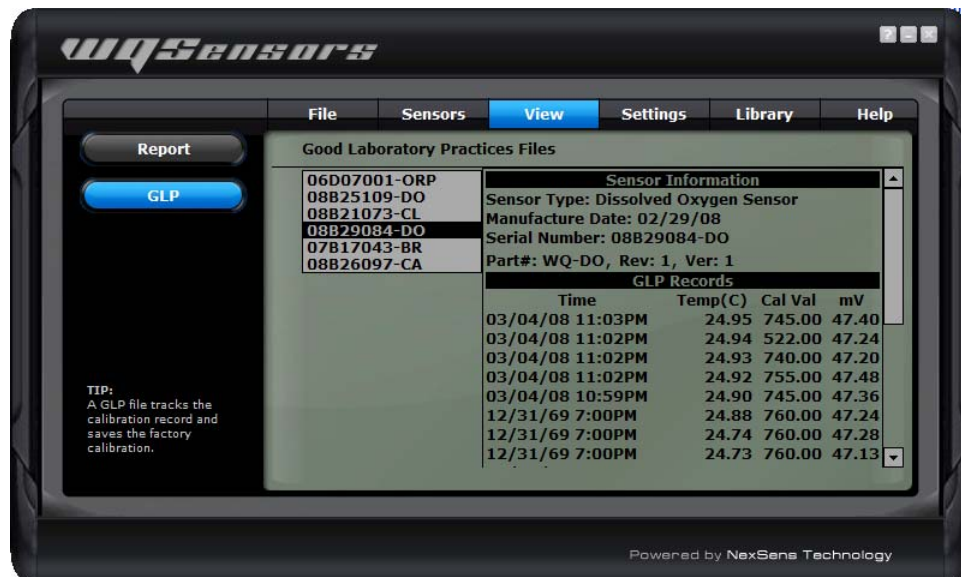 WQSensors
? - x
File Sensors View Settings Library Help
Report
GLP
TIP:
A GLP file tracks the
calibration record and
saves the factory
calibration.
Good Laboratory Practices Files
06D07001-ORP
08B25109-DO
08B21073-CL
08B29084-DO
07B17043-BR
08B26097-CA
Sensor Information
Sensor Type: Dissolved Oxygen Sensor
Manufacture Date: 02/29/08
Serial Number: 08B29084-DO
Part#: WQ-DO, Rev: 1, Ver: 1
GLP Records
Time Temp(C) Cal Val mV
03/04/08 11:03PM 24.95 745.00 47.40
03/04/08 11:02PM 24.94 522.00 47.24
03/04/08 11:02PM 24.93 740.00 47.20
03/04/08 11:02PM 24.92 755.00 47.48
03/04/08 10:59PM 24.90 745.00 47.36
12/31/69 7:00PM 24.88 760.00 47.24
12/31/69 7:00PM 24.74 760.00 47.28
12/31/69 7:00PM 24.73 760.00 47.13
Powered by NexSens Technology